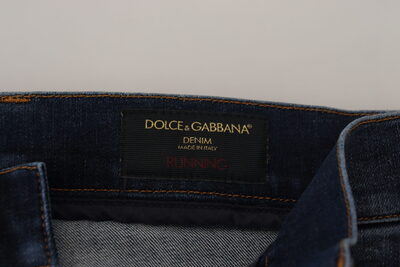 DOLCE & GABBANA®
DENIM
MADE IN ITALY
RUNNING